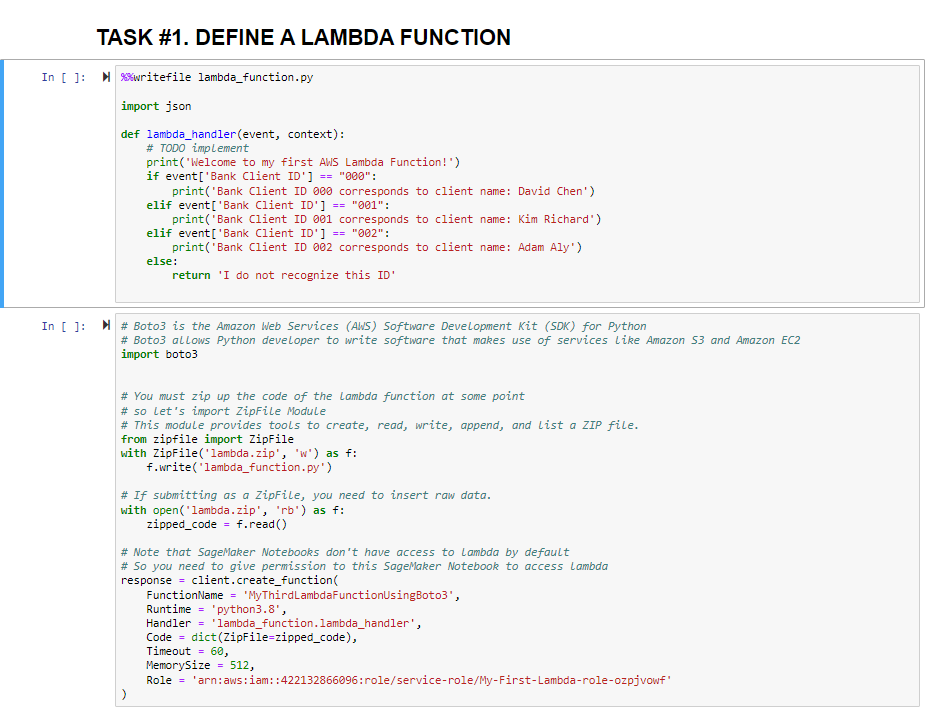 TASK #1. DEFINE A LAMBDA FUNCTION
In [ ]:
%%writefile lambda_function.py
import json
def lambda_handler(event, context):
    # TODO implement
    print('Welcome to my first AWS Lambda Function!')
    if event['Bank Client ID'] == "000":
        print('Bank Client ID 000 corresponds to client name: David Chen')
    elif event['Bank Client ID'] == "001":
        print('Bank Client ID 001 corresponds to client name: Kim Richard')
    elif event['Bank Client ID'] == "002":
        print('Bank Client ID 002 corresponds to client name: Adam Aly')
    else:
        return 'I do not recognize this ID'
In [ ]:
# Boto3 is the Amazon Web Services (AWS) Software Development Kit (SDK) for Python
# Boto3 allows Python developer to write software that makes use of services like Amazon S3 and Amazon EC2
import boto3
# You must zip up the code of the lambda function at some point
# so let's import ZipFile Module
# This module provides tools to create, read, write, append, and list a ZIP file.
from zipfile import ZipFile
with ZipFile('lambda.zip', 'w') as f:
    f.write('lambda_function.py')
# If submitting as a ZipFile, you need to insert raw data.
with open('lambda.zip', 'rb') as f:
    zipped_code = f.read()
# Note that SageMaker Notebooks don't have access to lambda by default
# So you need to give permission to this SageMaker Notebook to access lambda
response = client.create_function(
    FunctionName = 'MyThirdLambdaFunctionUsingBoto3',
    Runtime = 'python3.8',
    Handler = 'lambda_function.lambda_handler',
    Code = dict(ZipFile=zipped_code),
    Timeout = 60,
    MemorySize = 512,
    Role = 'arn:aws:iam::422132866096:role/service-role/My-First-Lambda-role-ozpjvowf'
)